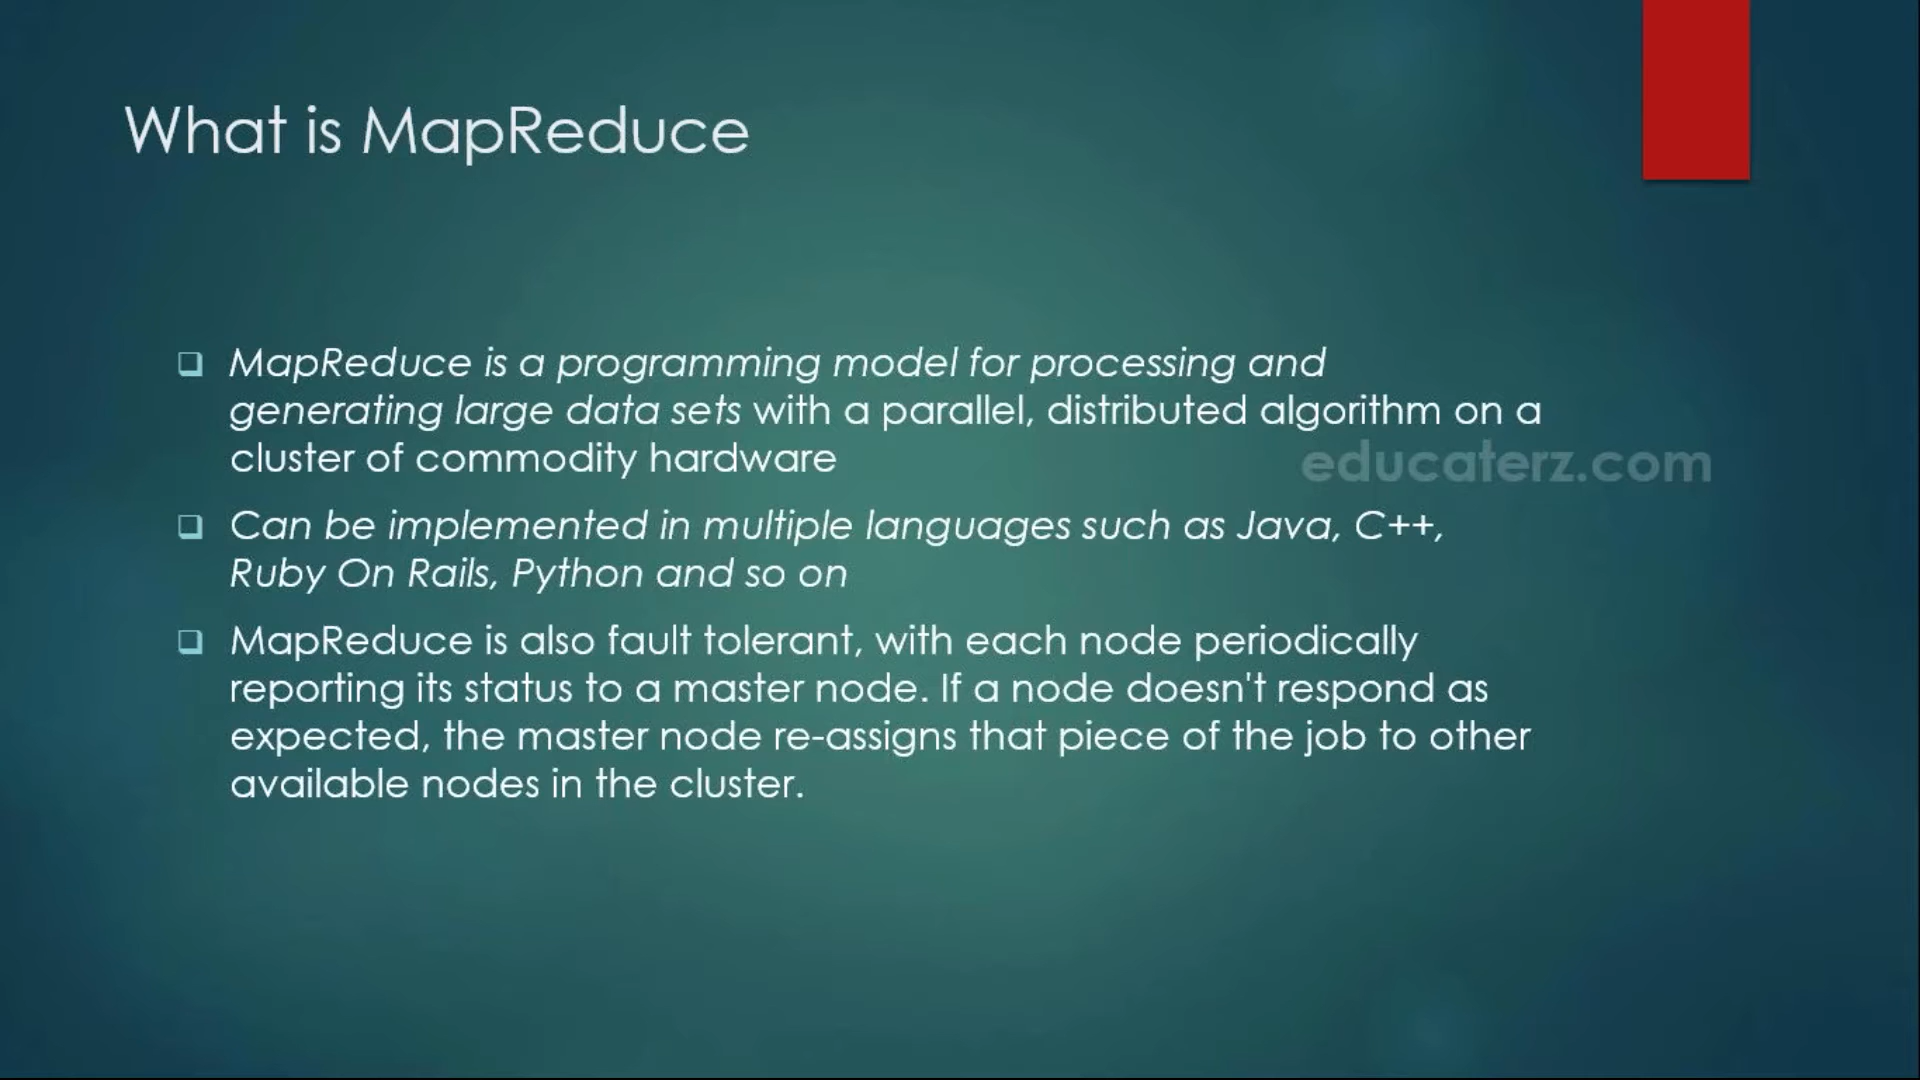 What is MapReduce
MapReduce is a programming model for processing and
generating large data sets with a parallel, distributed algorithm on a
cluster of commodity hardware
educaterz.com
Can be implemented in multiple languages such as Java, C++,
Ruby On Rails, Python and so on
MapReduce is also fault tolerant, with each node periodically
reporting its status to a master node. If a node doesn't respond as
expected, the master node re-assigns that piece of the job to other
available nodes in the cluster.